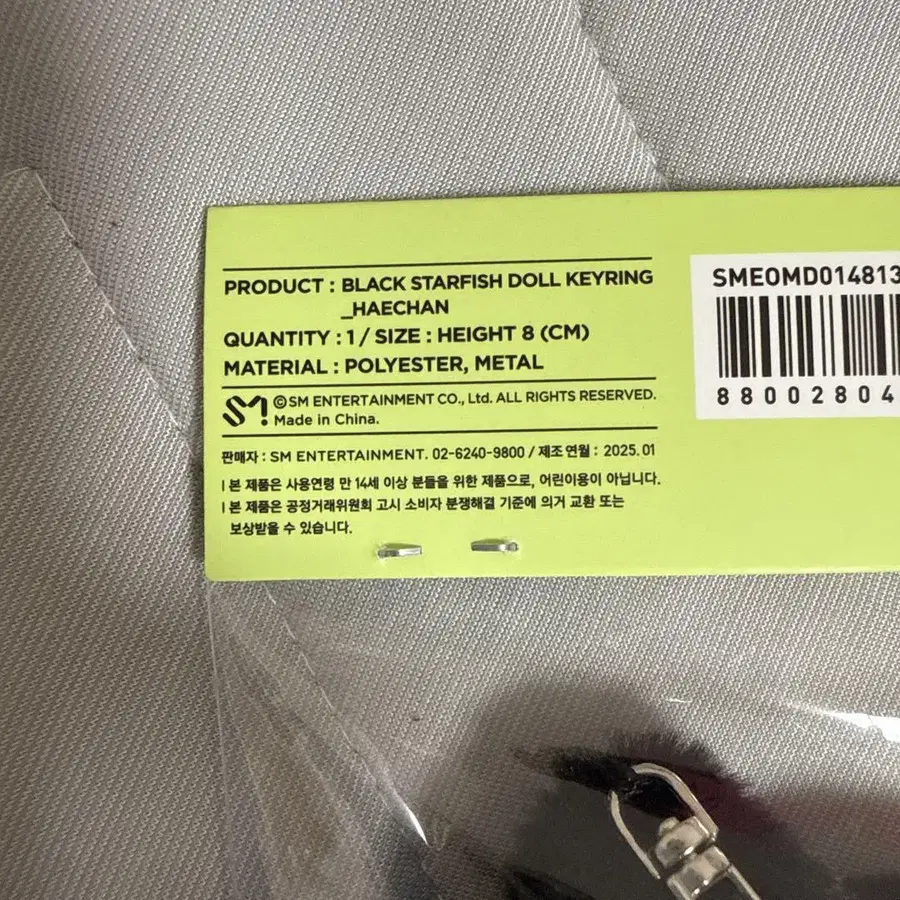 PRODUCT : BLACK STARFISH DOLL KEYRING
_HAECHAN
QUANTITY : 1 / SIZE : HEIGHT 8 (CM)
MATERIAL : POLYESTER, METAL
SM ©SM ENTERTAINMENT CO., Ltd. ALL RIGHTS RESERVED.
Made in China.
판매자 : SM ENTERTAINMENT. 02-6240-9800 / 제조 연월 : 2025. 01
| 본 제품은 사용연령 만 14세 이상 분들을 위한 제품으로, 어린이용이 아닙니다.
| 본 제품은 공정거래위원회 고시 소비자 분쟁해결 기준에 의거 교환 또는
보상받을 수 있습니다.
SMEOMD014813
88002804